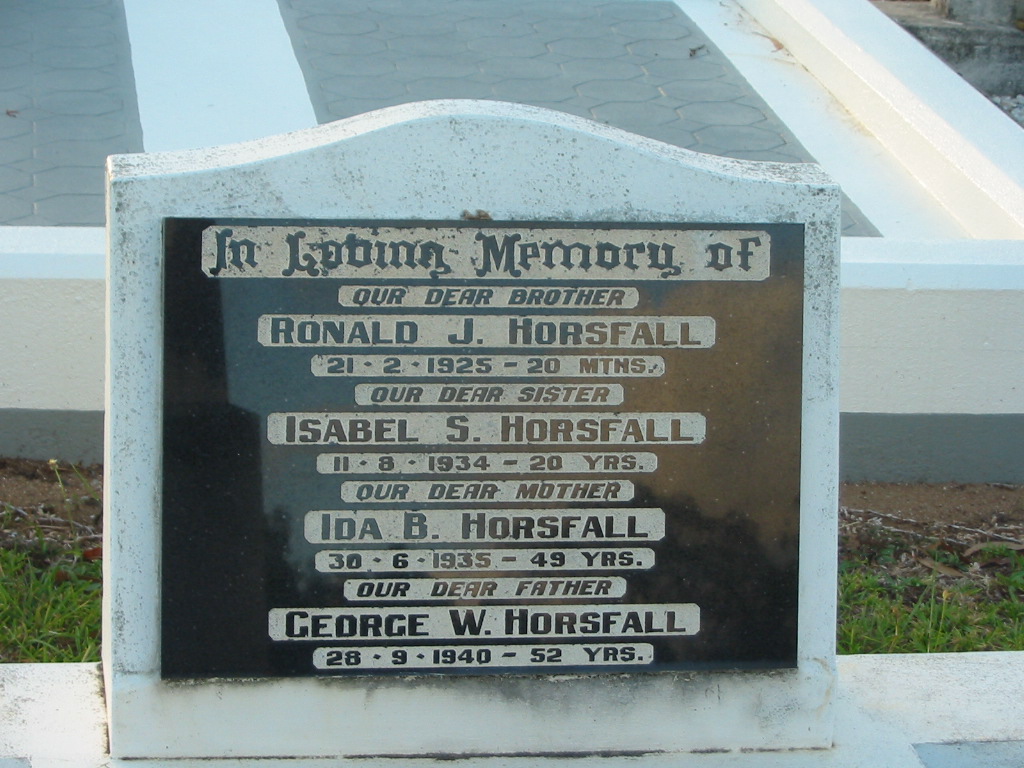 In Loving Memory of
OUR DEAR BROTHER
RONALD J. HORSFALL
21 · 2 · 1925 – 20 MTNS.
OUR DEAR SISTER
ISABEL S. HORSFALL
11 · 8 · 1934 – 20 YRS.
OUR DEAR MOTHER
IDA B. HORSFALL
30 · 6 · 1935 – 49 YRS.
OUR DEAR FATHER
GEORGE W. HORSFALL
28 · 9 · 1940 – 52 YRS.